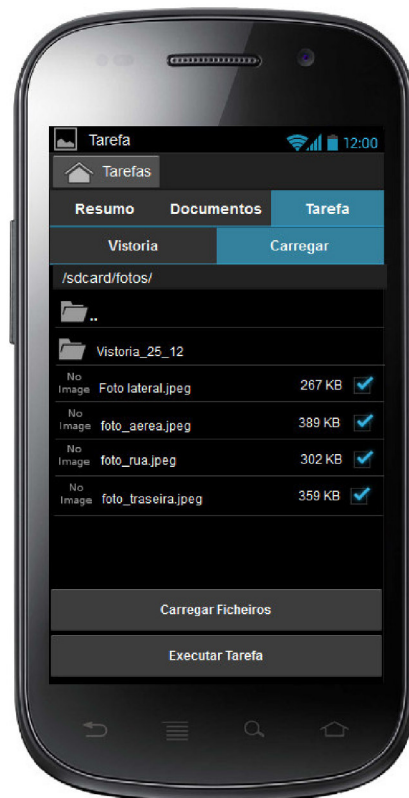 Tarefa 12:00
Tarefas
Resumo Documentos Tarefa
Vistoria Carregar
/sdcard/fotos/
..
Vistoria_25_12
No
Image Foto lateral.jpeg 267 KB
No
Image foto_aerea.jpeg 389 KB
No
Image foto_rua.jpeg 302 KB
No
Image foto_traseira.jpeg 359 KB
Carregar Ficheiros
Executar Tarefa